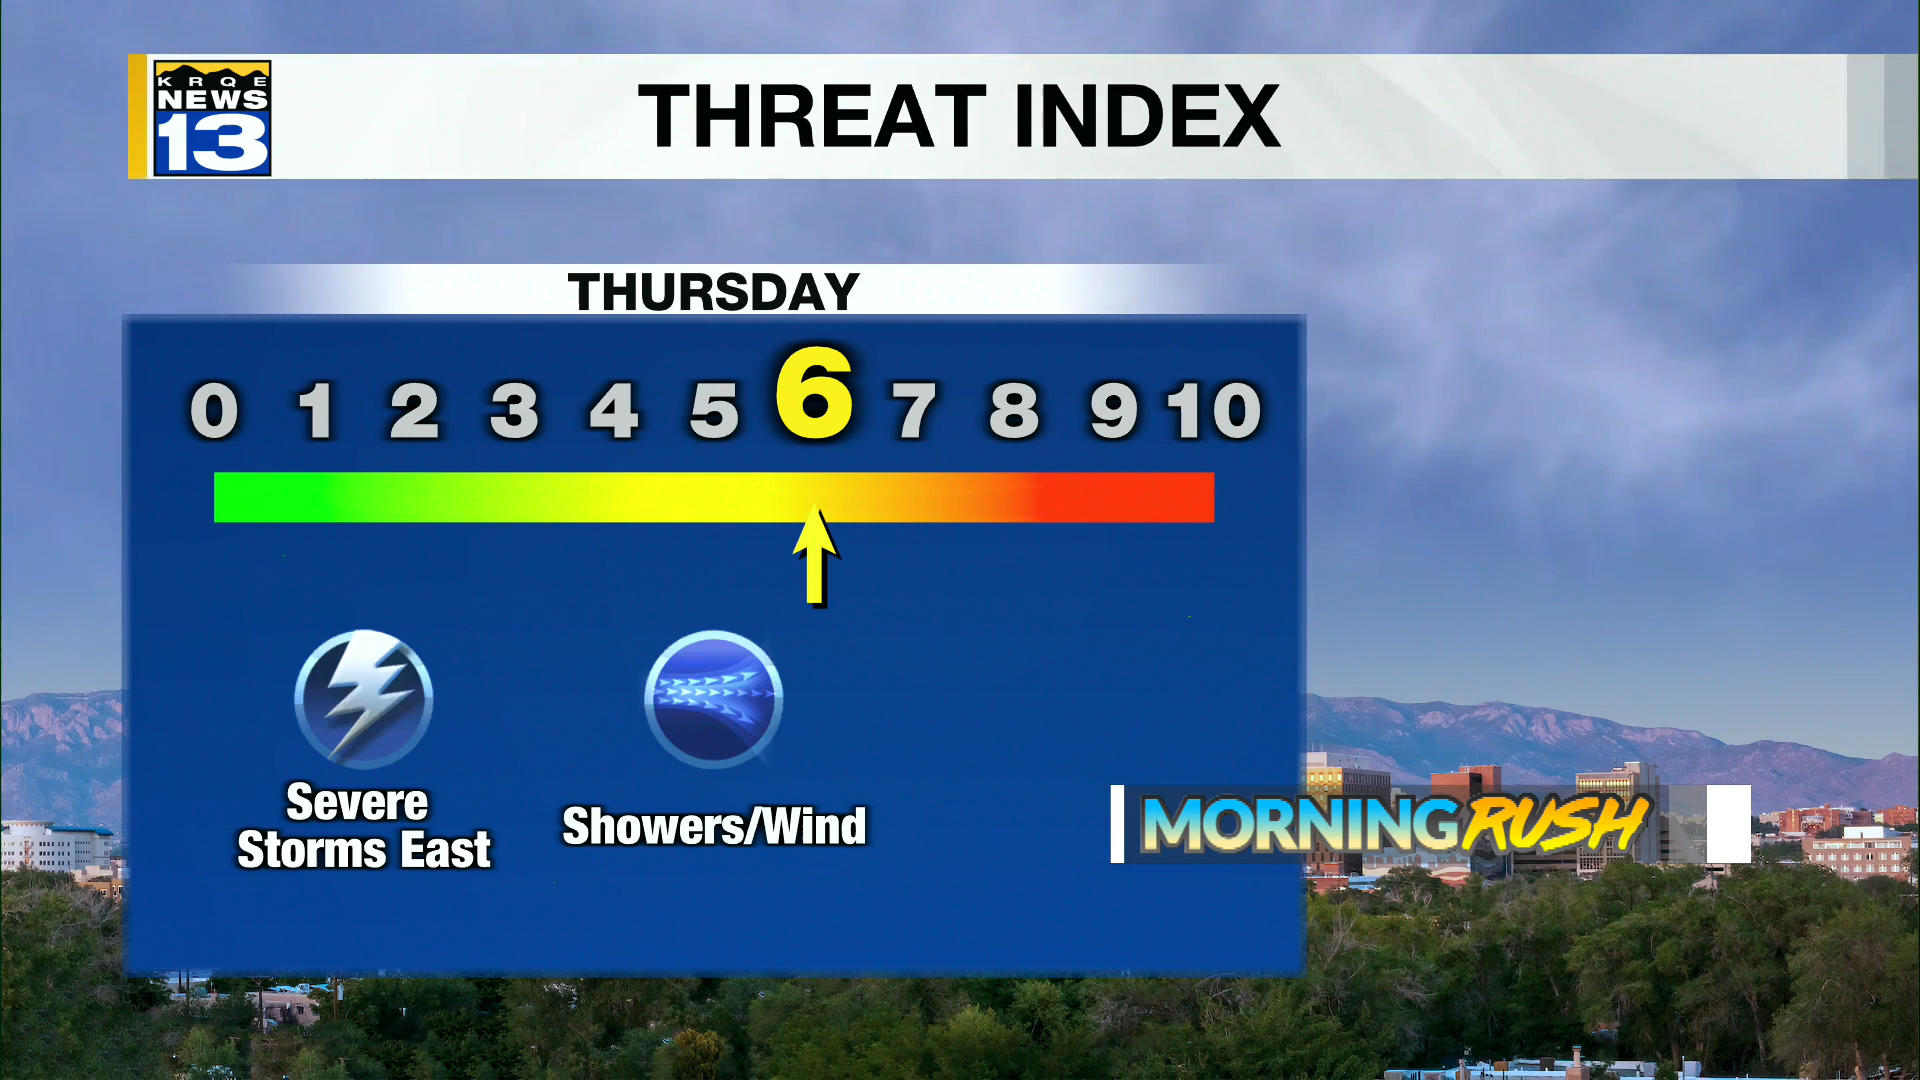 KRQE
NEWS
13
THREAT INDEX
THURSDAY
0 1 2 3 4 5 6 7 8 9 10
Severe
Storms East
Showers/Wind
MORNING RUSH